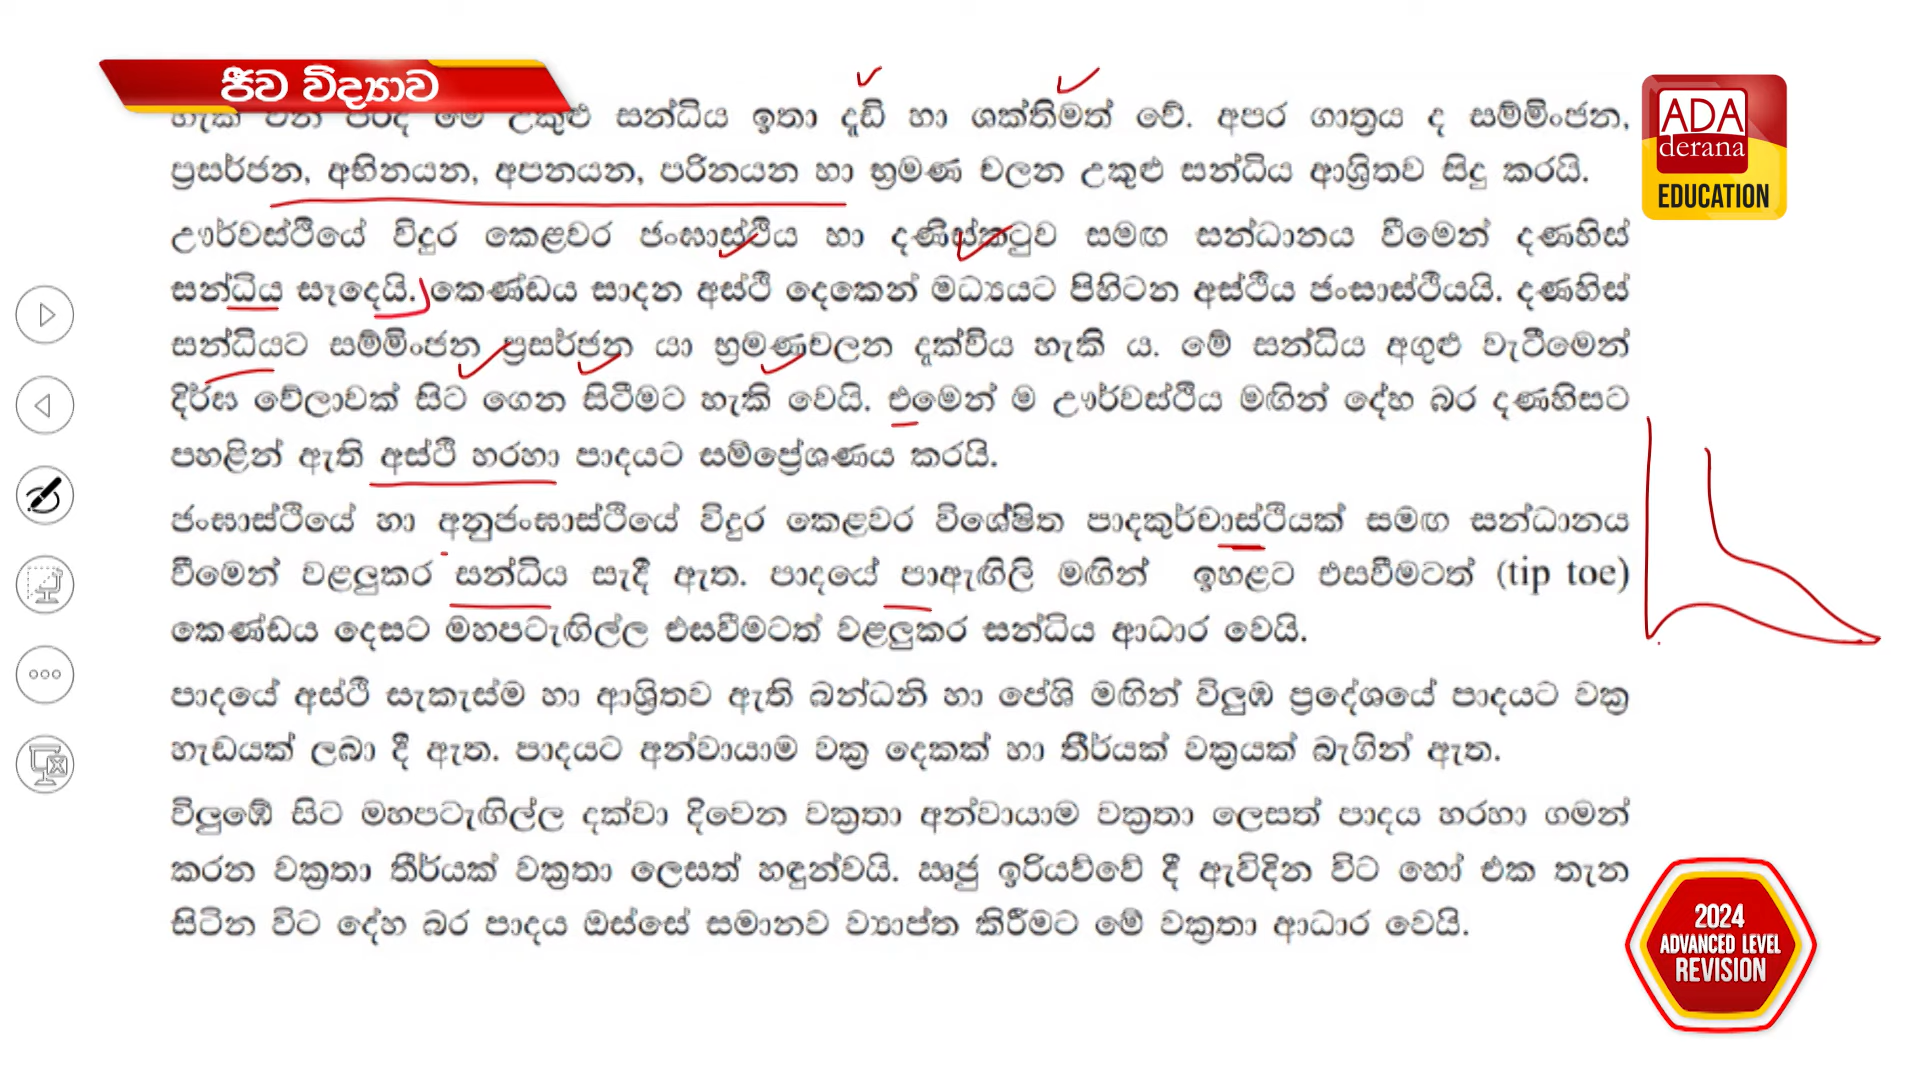 ජීව විද්‍යාව
හැකි වන පරිදි මේ උකුළු සන්ධිය ඉතා දෘඩි හා ශක්තිමත් වේ. අපර ගාත්‍රය ද සම්මිංජන,
ප්‍රසර්ජන, අභිනයන, අපනයන, පරිනයන හා භ්‍රමණ චලන උකුළු සන්ධිය ආශ්‍රිතව සිදු කරයි.
ඌර්වස්ථියේ විදුර කෙළවර ජංඝාස්ථිය හා දණිස්කටුව සමඟ සන්ධානය වීමෙන් දණහිස්
සන්ධිය සෑදෙයි. කෙණ්ඩය සාදන අස්ථි දෙකෙන් මධ්‍යයට පිහිටන අස්ථිය ජංඝාස්ථියයි. දණහිස්
සන්ධියට සම්මිංජන ප්‍රසර්ජන යා භ්‍රමණචලන දැක්විය හැකි ය. මේ සන්ධිය අගුළු වැටීමෙන්
දිර්ඝ වේලාවක් සිට ගෙන සිටීමට හැකි වෙයි. එමෙන් ම ඌර්වස්ථිය මඟින් දේහ බර දණහිසට
පහළින් ඇති අස්ථි හරහා පාදයට සම්ප්‍රේශණය කරයි.
ජංඝාස්ථියේ හා අනුජංඝාස්ථියේ විදුර කෙළවර විශේෂිත පාදකුර්චාස්ථියක් සමඟ සන්ධානය
වීමෙන් වළලුකර සන්ධිය සැදී ඇත. පාදයේ පාඇඟිලි මඟින් ඉහළට එසවීමටත් (tip toe)
කෙණ්ඩය දෙසට මහපටැඟිල්ල එසවීමටත් වළලුකර සන්ධිය ආධාර වෙයි.
පාදයේ අස්ථි සැකැස්ම හා ආශ්‍රිතව ඇති බන්ධනි හා පේශි මඟින් විලුඹ ප්‍රදේශයේ පාදයට වක්‍ර
හැඩයක් ලබා දී ඇත. පාදයට අන්වායාම වක්‍ර දෙකක් හා තීර්යක් වක්‍රයක් බැගින් ඇත.
විලුඹේ සිට මහපටැඟිල්ල දක්වා දිවෙන වක්‍රතා අන්වායාම වක්‍රතා ලෙසත් පාදය හරහා ගමන්
කරන වක්‍රතා තීර්යක් වක්‍රතා ලෙසත් හඳුන්වයි. ඍජු ඉරියව්වේ දී ඇවිදින විට හෝ එක තැන
සිටින විට දේහ බර පාදය ඔස්සේ සමානව ව්‍යාප්ත කිරීමට මේ වක්‍රතා ආධාර වෙයි.
ADA
derana
EDUCATION
2024
ADVANCED LEVEL
REVISION